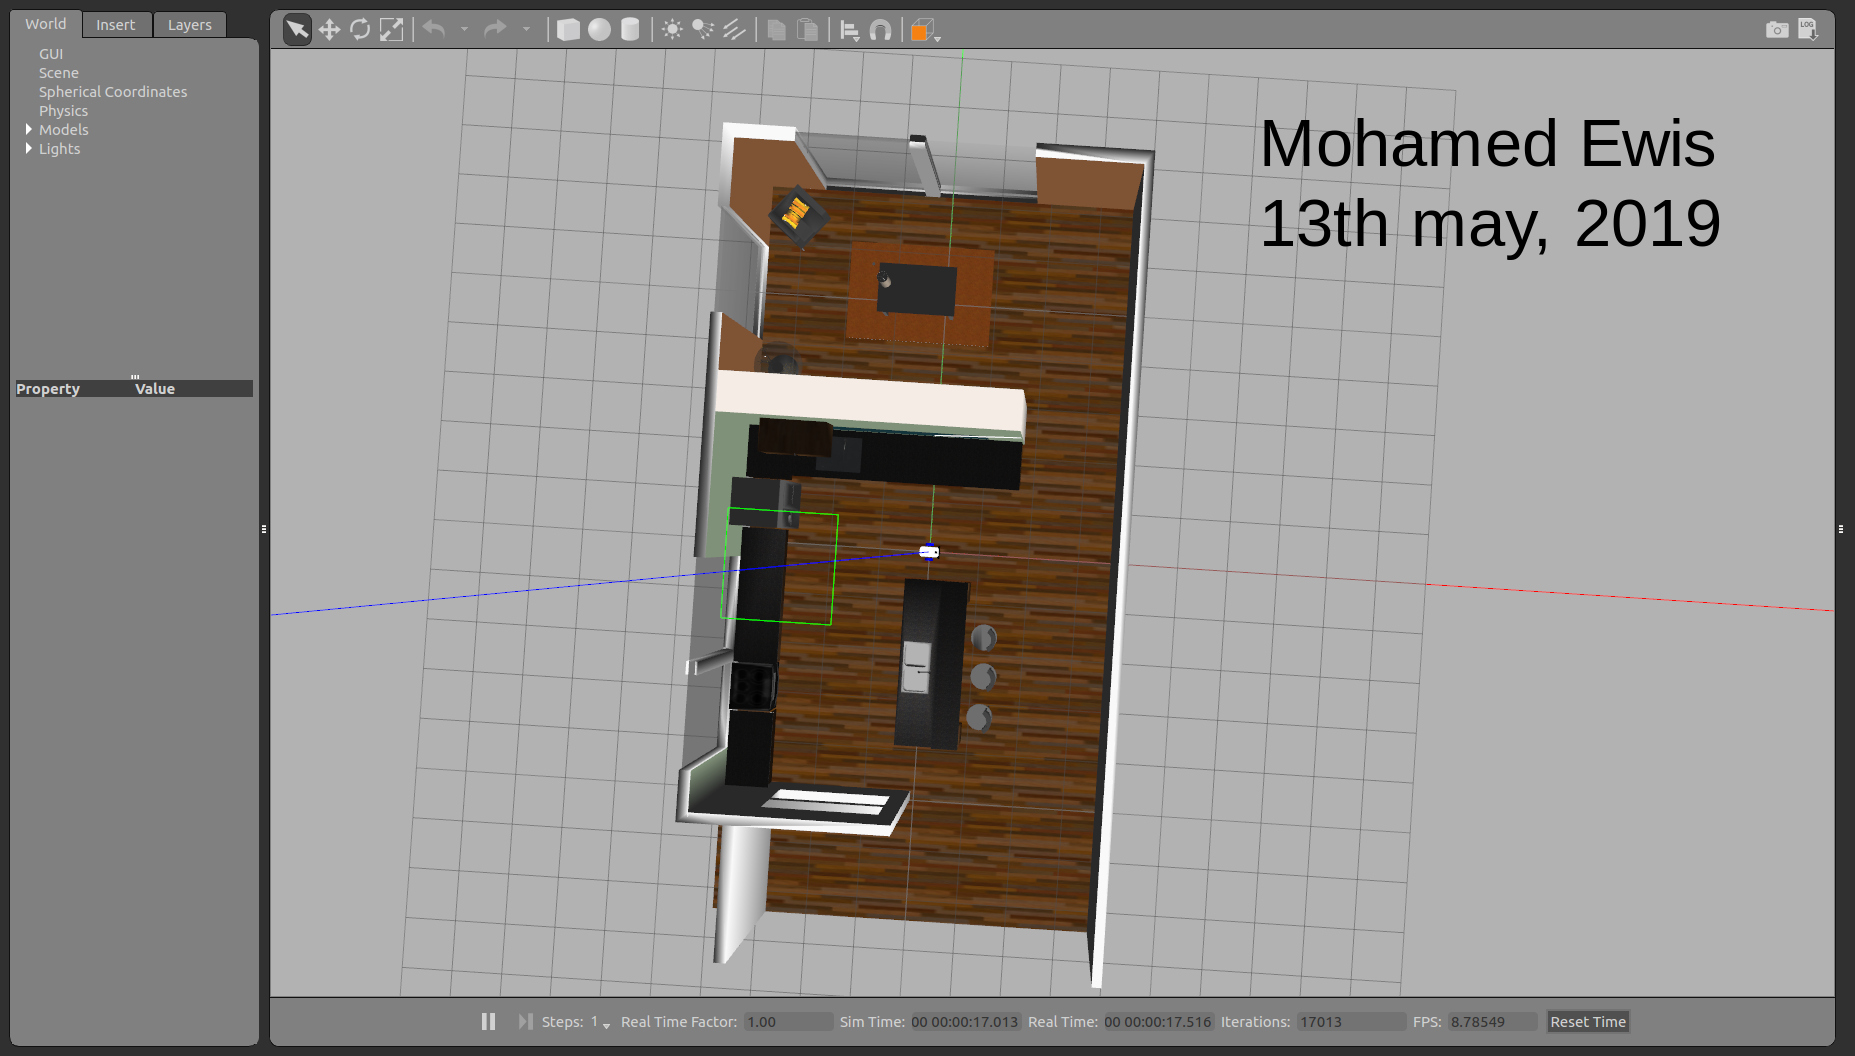 World Insert Layers
GUI
Scene
Spherical Coordinates
Physics
Models
Lights
Property Value
LOG
Mohamed Ewis
13th may, 2019
Steps: 1 Real Time Factor: 1.00 Sim Time: 00 00:00:17.013 Real Time: 00 00:00:17.516 Iterations: 17013 FPS: 8.78549 Reset Time